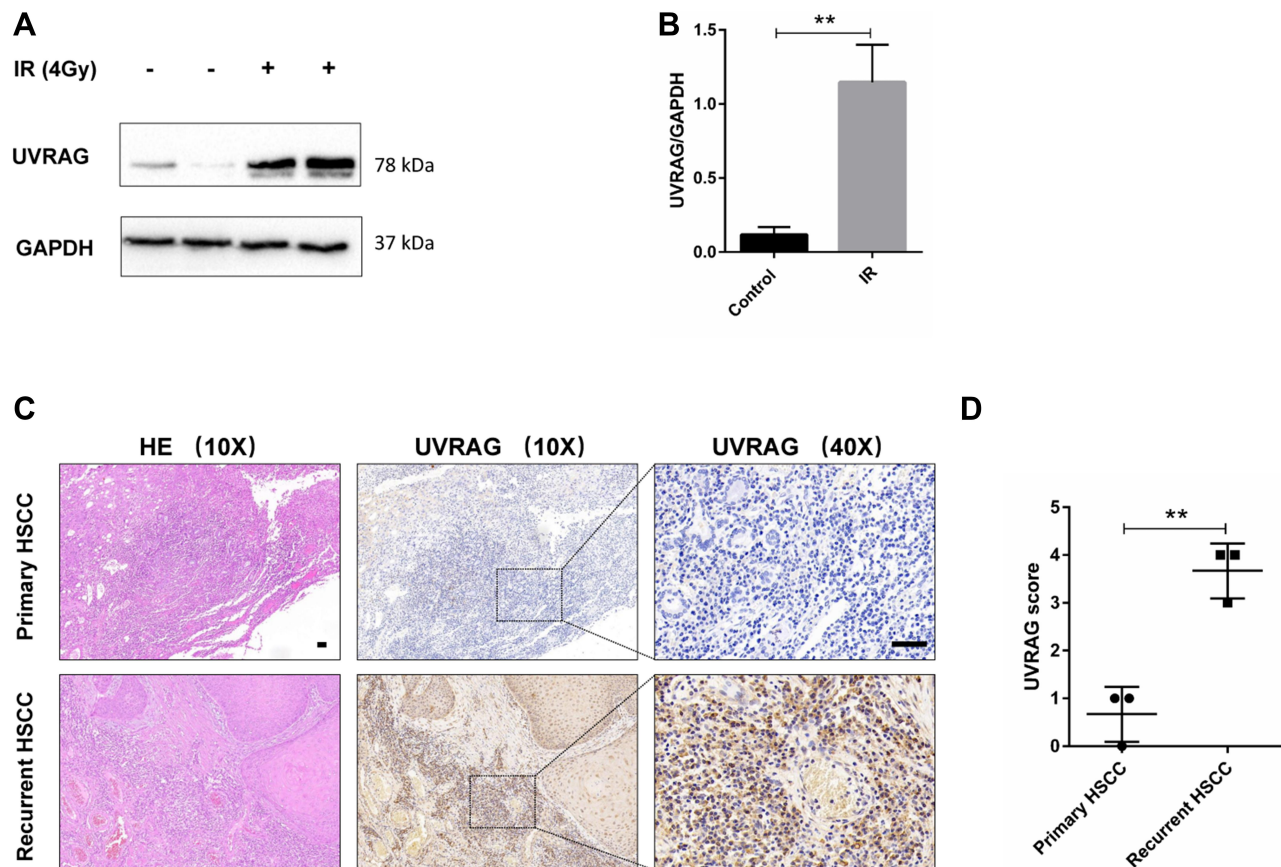 A
IR (4Gy) - - + +
UVRAG 78 kDa
GAPDH 37 kDa
B
**
1.5
1.0
0.5
0.0
UVRAG/GAPDH
Control IR
C
HE (10X) UVRAG (10X) UVRAG (40X)
Primary HSCC
Recurrent HSCC
D
**
5
4
3
2
1
0
UVRAG score
Primary HSCC Recurrent HSCC